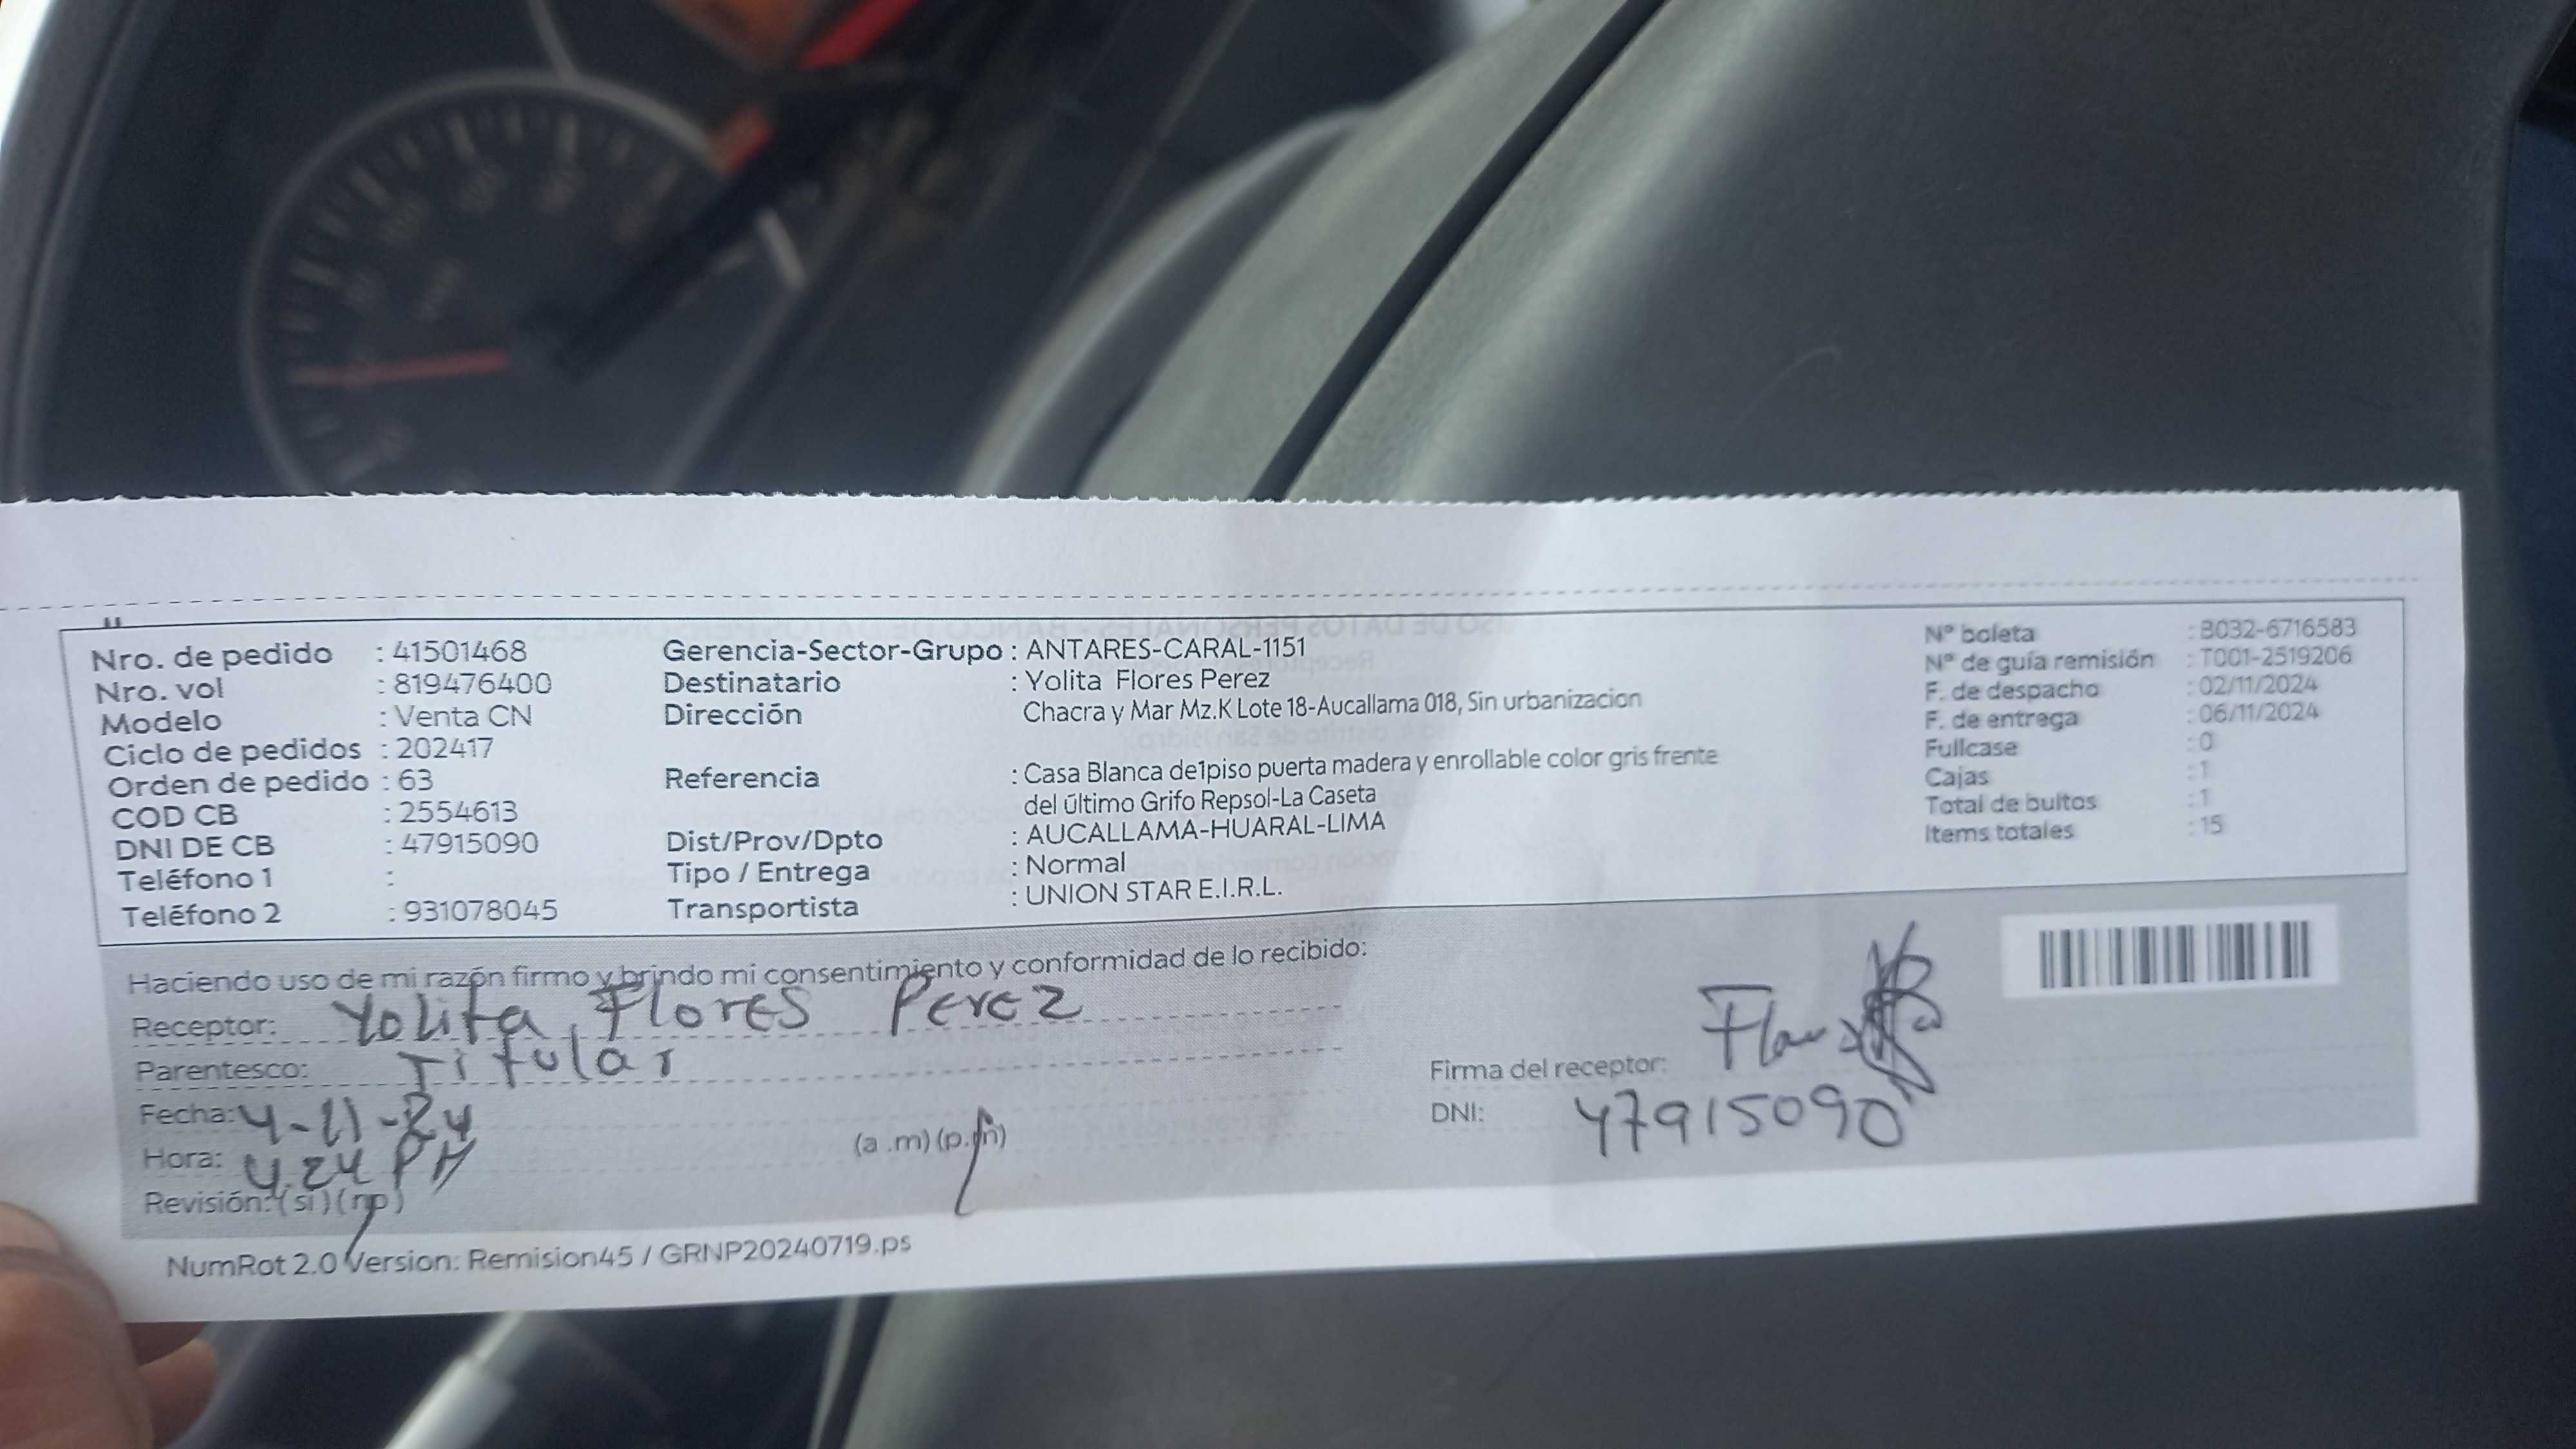 Nro. de pedido : 41501468
Nro. vol : 819476400
Modelo : Venta CN
Ciclo de pedidos : 202417
Orden de pedido : 63
COD CB : 2554613
DNI DE CB : 47915090
Teléfono 1 :
Teléfono 2 : 931078045
Gerencia-Sector-Grupo : ANTARES-CARAL-1151
Destinatario : Yolita Flores Perez
Dirección Chacra y Mar Mz.K Lote 18-Aucallama 018, Sin urbanizacion
Referencia : Casa Blanca de1piso puerta madera y enrollable color gris frente
del último Grifo Repsol-La Caseta
Dist/Prov/Dpto : AUCALLAMA-HUARAL-LIMA
Tipo / Entrega : Normal
Transportista : UNION STAR E.I.R.L.
Nº boleta : B032-6716583
Nº de guía remisión : T001-2519206
F. de despacho : 02/11/2024
F. de entrega : 06/11/2024
Fullcase : 0
Cajas : 1
Total de bultos : 1
Items totales : 15
Haciendo uso de mi razón firmo y brindo mi consentimiento y conformidad de lo recibido:
Receptor: Yolita Flores Perez
Parentesco: Titular
Fecha: 4-11-24
Hora: 4.24 PM (a .m) (p.m)
Revisión: (si) (no)
Firma del receptor:
DNI: 47915090
NumRot 2.0 Version: Remision45 / GRNP20240719.ps